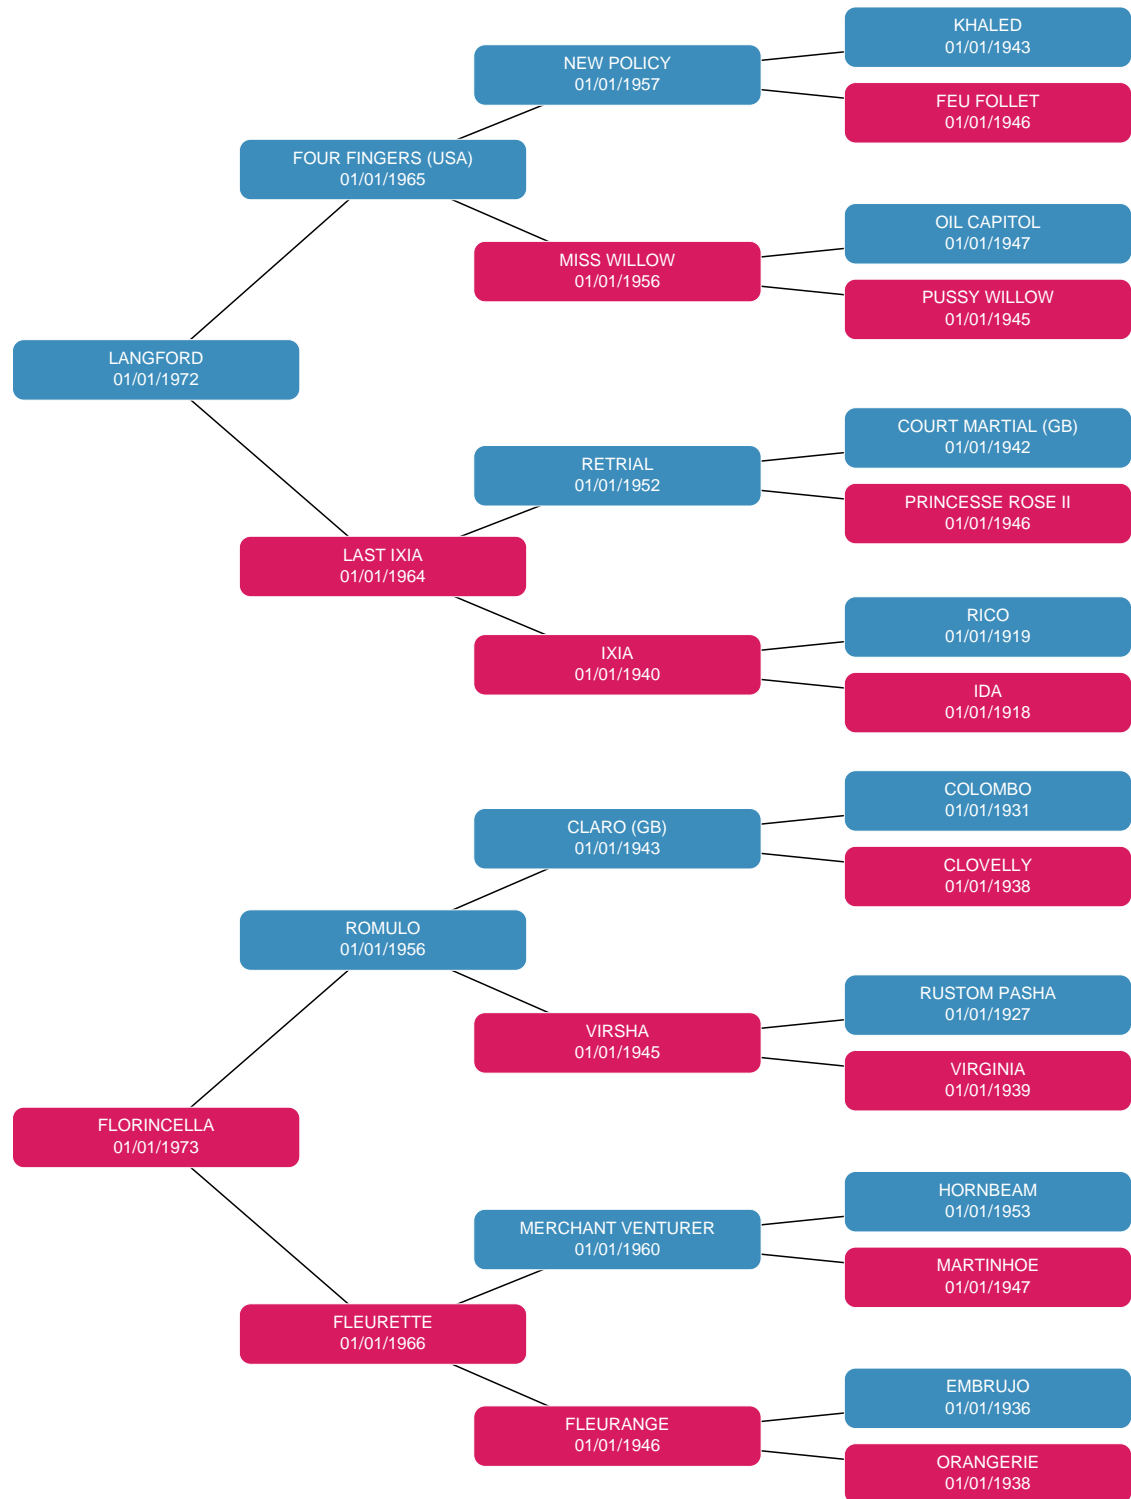 KHALED
01/01/1943
NEW POLICY
01/01/1957
FEU FOLLET
01/01/1946
FOUR FINGERS (USA)
01/01/1965
OIL CAPITOL
01/01/1947
MISS WILLOW
01/01/1956
PUSSY WILLOW
01/01/1945
LANGFORD
01/01/1972
COURT MARTIAL (GB)
01/01/1942
RETRIAL
01/01/1952
PRINCESSE ROSE II
01/01/1946
LAST IXIA
01/01/1964
RICO
01/01/1919
IXIA
01/01/1940
IDA
01/01/1918
COLOMBO
01/01/1931
CLARO (GB)
01/01/1943
CLOVELLY
01/01/1938
ROMULO
01/01/1956
RUSTOM PASHA
01/01/1927
VIRSHA
01/01/1945
VIRGINIA
01/01/1939
FLORINCELLA
01/01/1973
HORNBEAM
01/01/1953
MERCHANT VENTURER
01/01/1960
MARTINHOE
01/01/1947
FLEURETTE
01/01/1966
EMBRUJO
01/01/1936
FLEURANGE
01/01/1946
ORANGERIE
01/01/1938